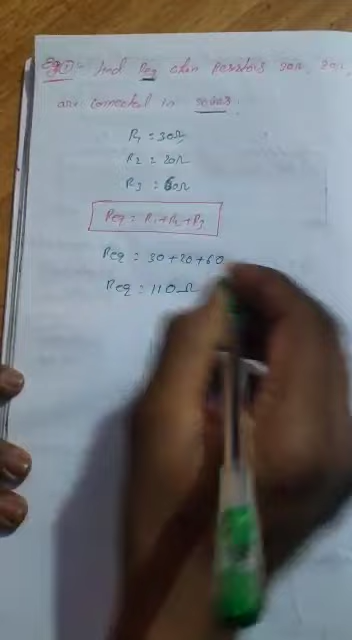 Eg ①:- find Req when Resistors 30Ω, 20Ω,
are connected in series.
R1 = 30Ω
R2 = 20Ω
R3 = 60Ω
Req = R1+R2+R3
Req = 30+20+60
Req = 110Ω